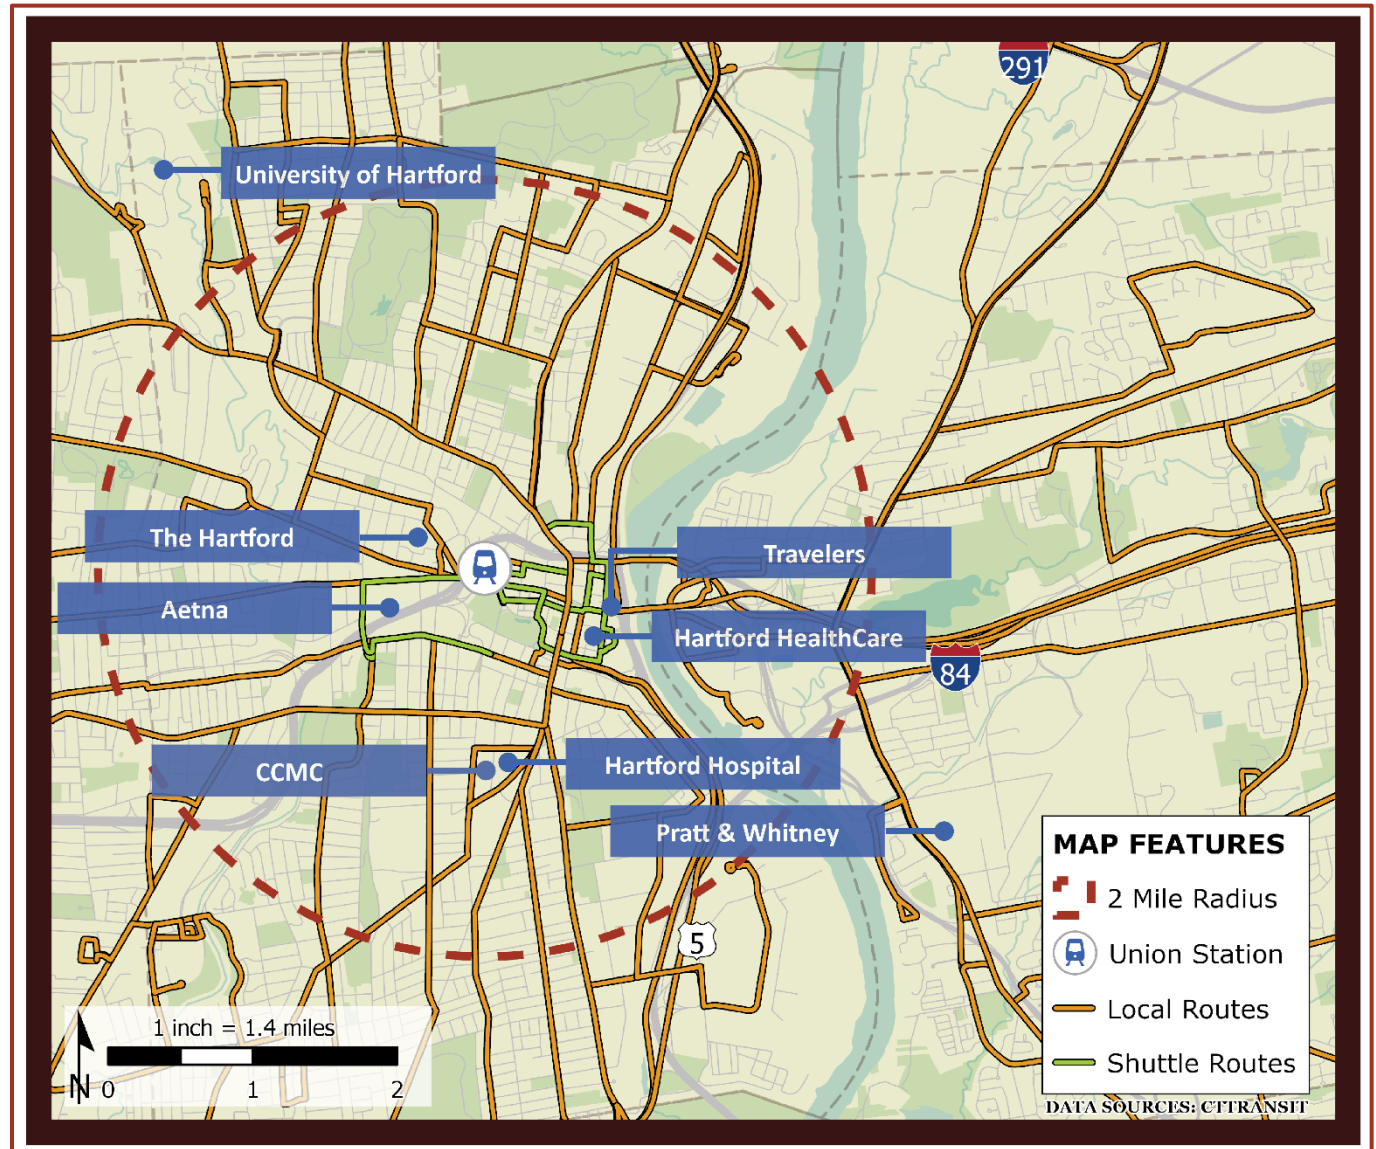 291
University of Hartford
The Hartford
Travelers
Aetna
Hartford HealthCare
84
CCMC
Hartford Hospital
Pratt & Whitney
5
MAP FEATURES
2 Mile Radius
Union Station
Local Routes
Shuttle Routes
1 inch = 1.4 miles
N
0 1 2
DATA SOURCES: CTTRANSIT